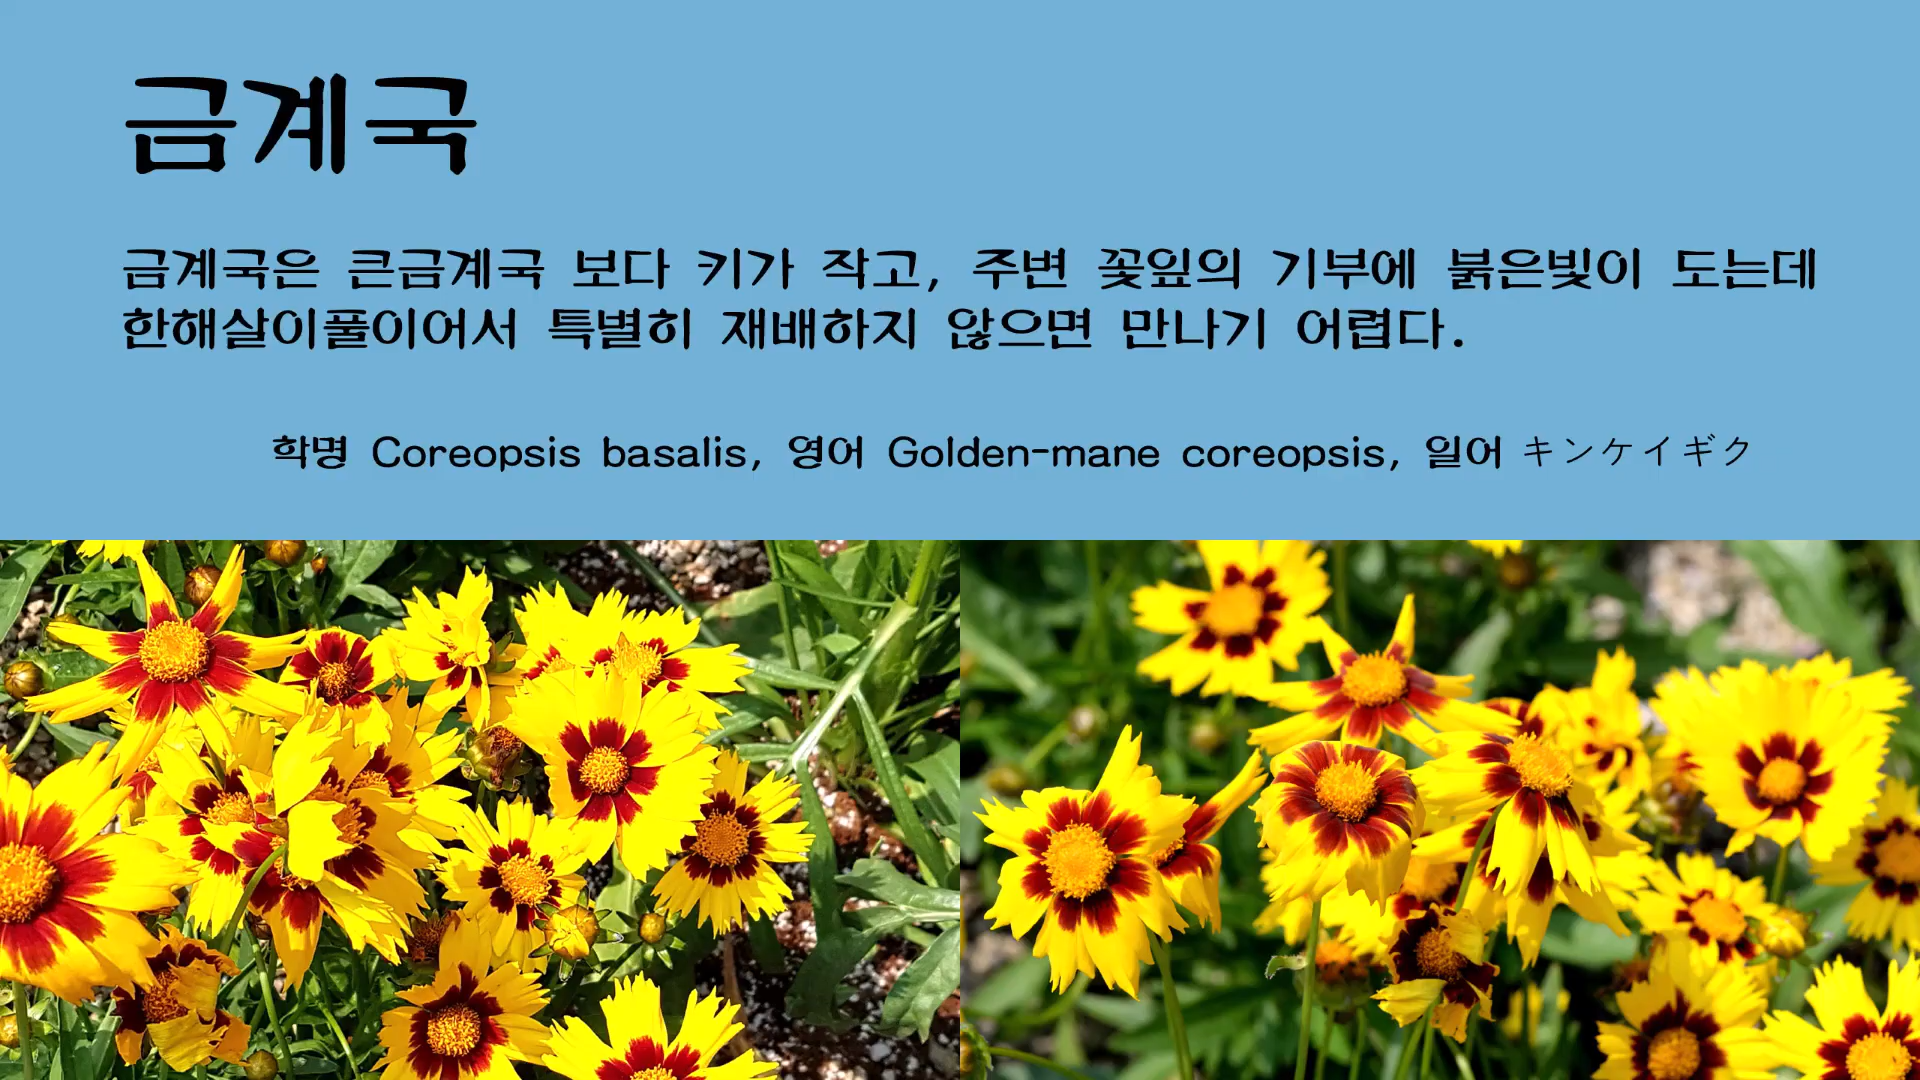 금계국
금계국은 큰금계국 보다 키가 작고, 주변 꽃잎의 기부에 붉은빛이 도는데
한해살이풀이어서 특별히 재배하지 않으면 만나기 어렵다.
학명 Coreopsis basalis, 영어 Golden-mane coreopsis, 일어 キンケイギク